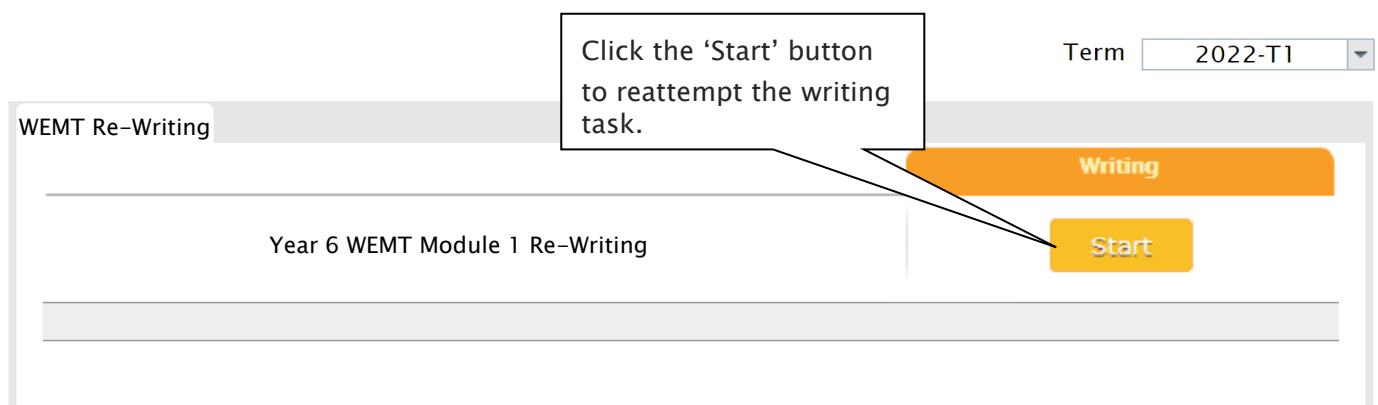 Click the ‘Start’ button
to reattempt the writing
task.
Term 2022-T1
WEMT Re-Writing
Writing
Year 6 WEMT Module 1 Re-Writing
Start